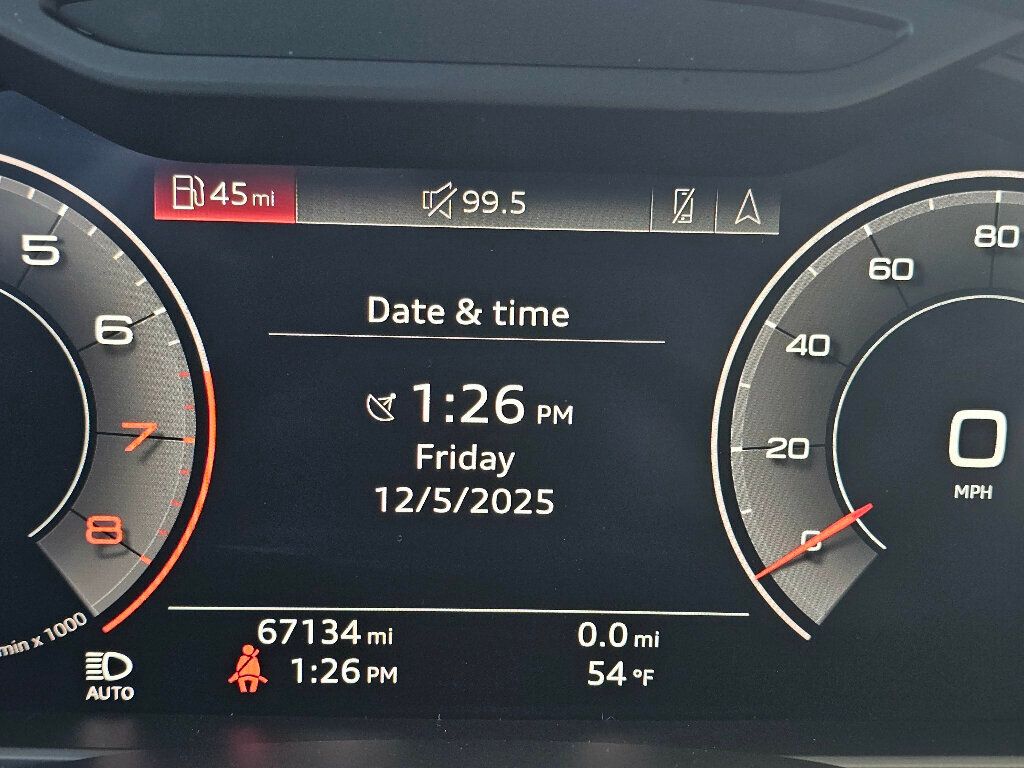 45 mi
99.5
Date & time
1:26 PM
Friday
12/5/2025
67134 mi
0.0 mi
1:26 PM
54 °F
5
6
7
8
min x 1000
AUTO
80
60
40
20
0
0
MPH